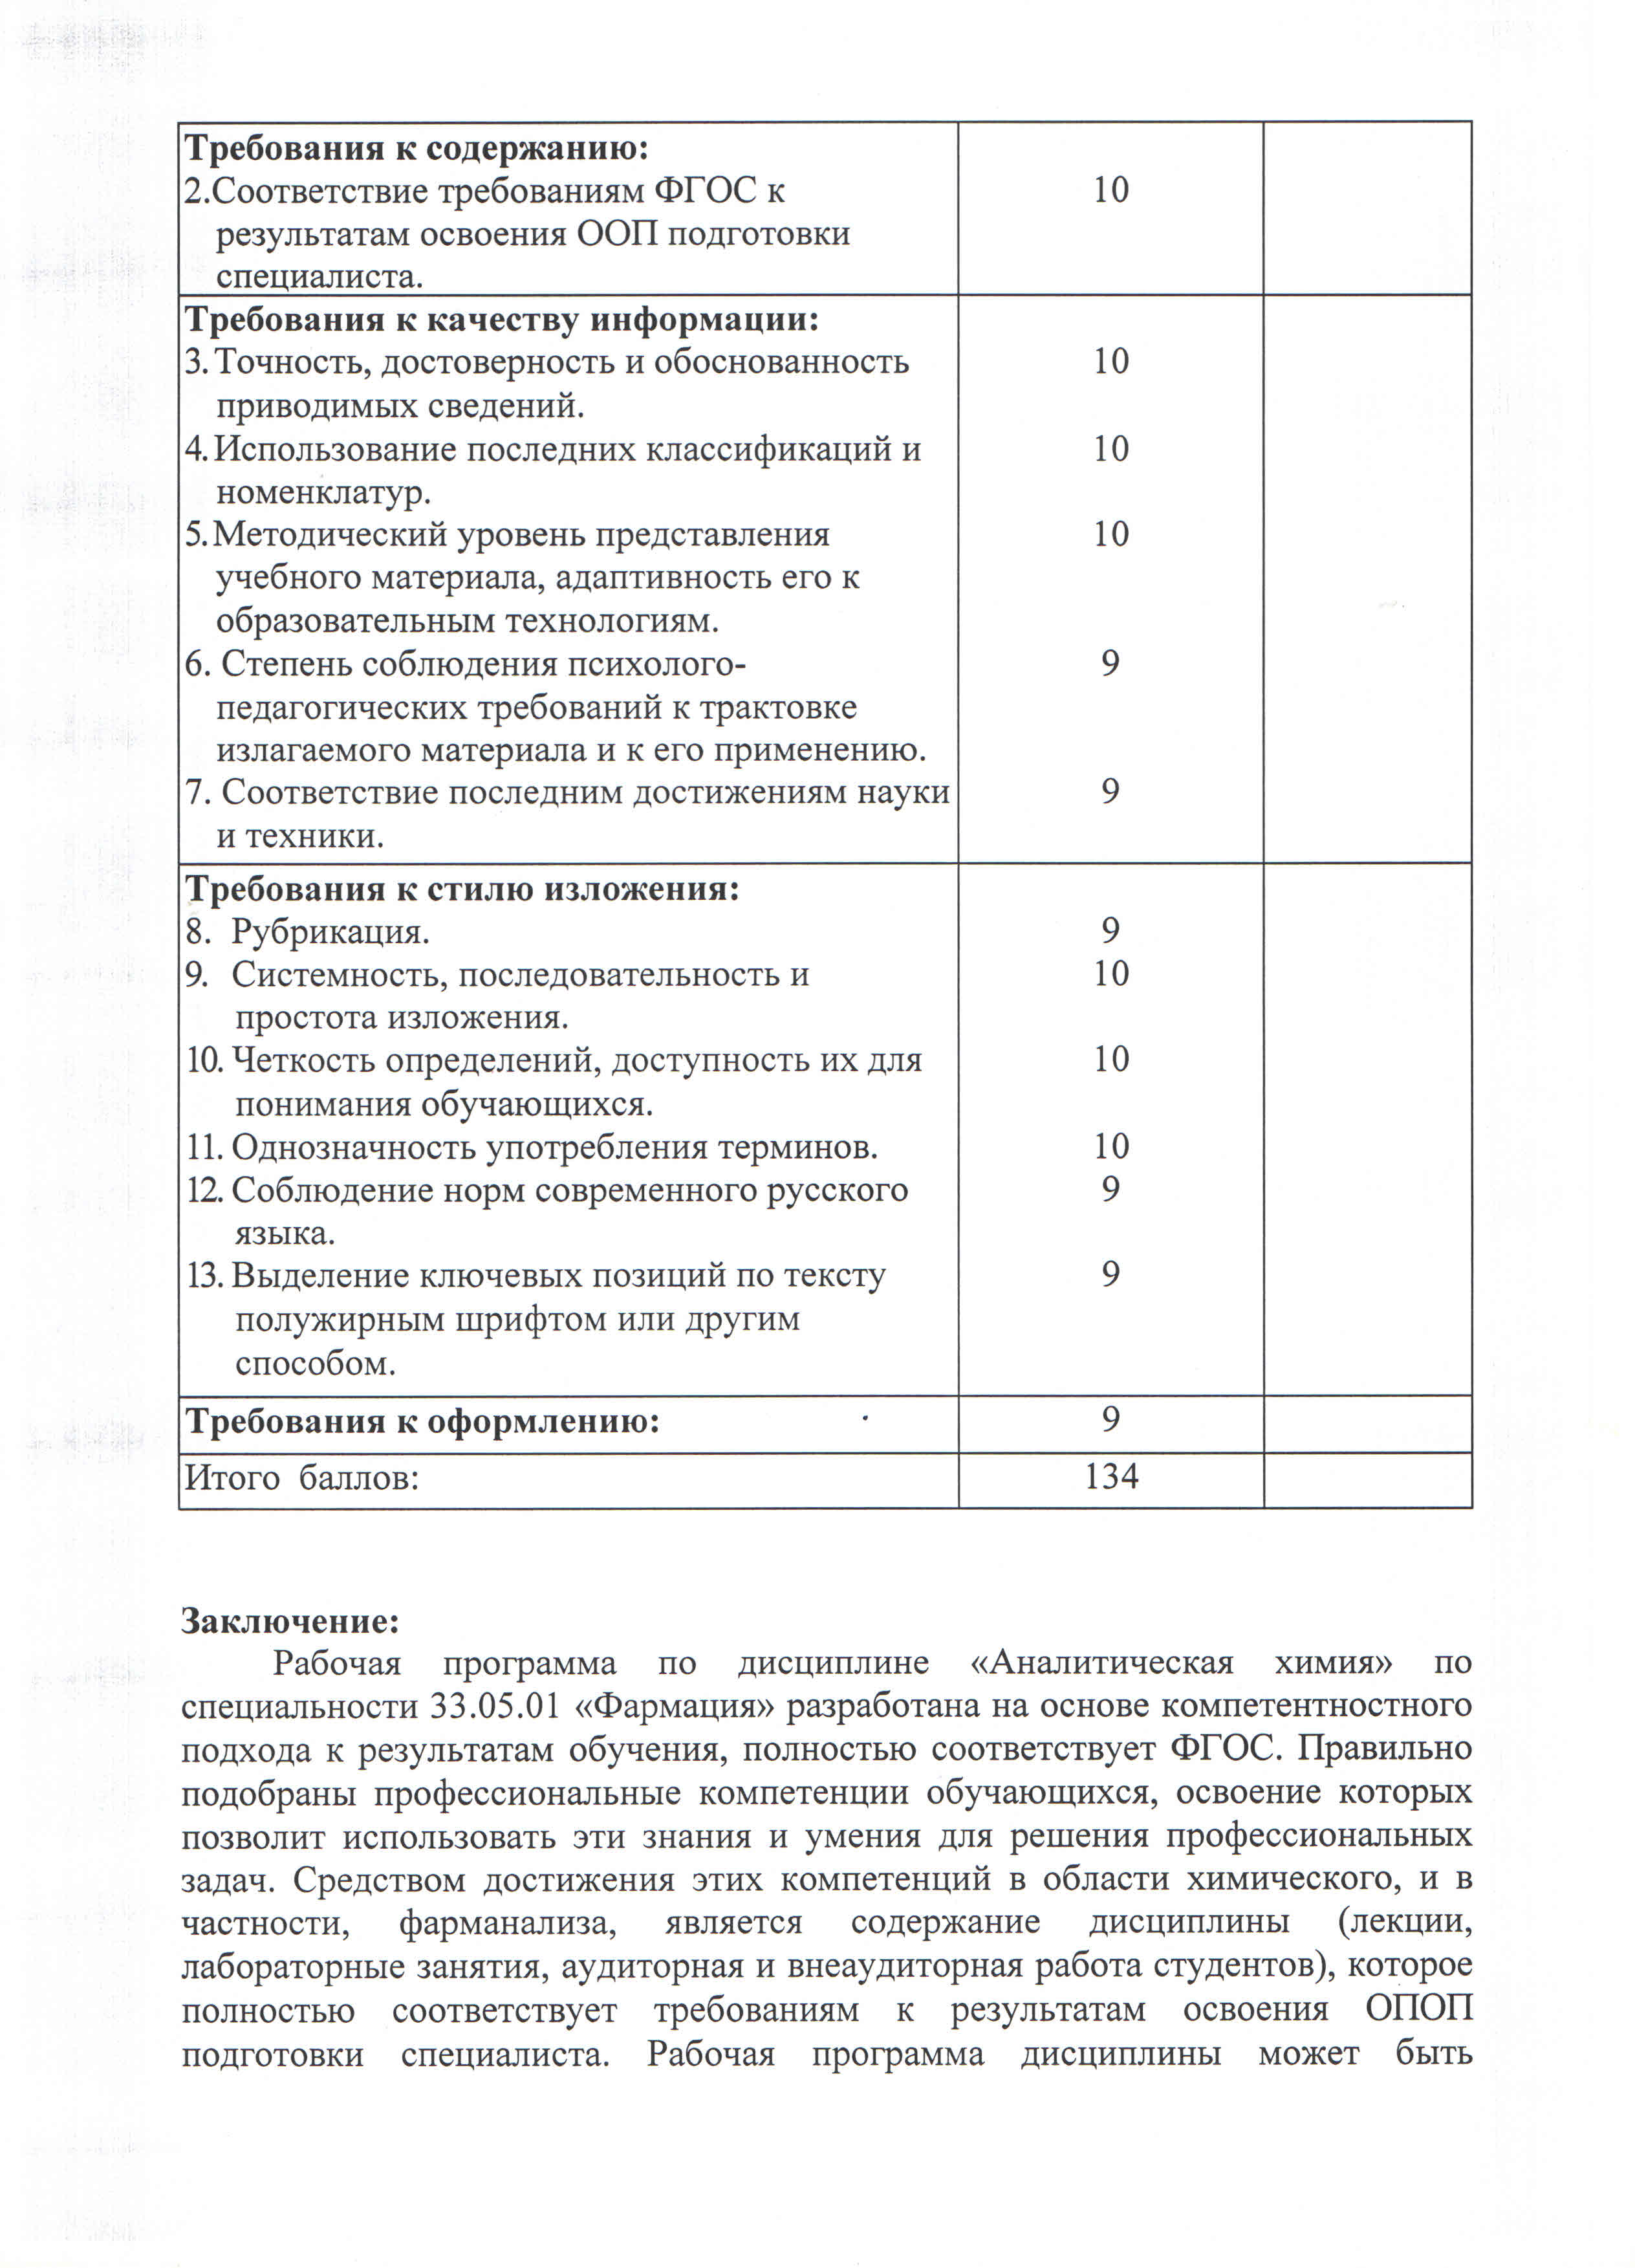 Требования к содержанию:
2.Соответствие требованиям ФГОС к 10
результатам освоения ООП подготовки
специалиста.
Требования к качеству информации:
3. Точность, достоверность и обоснованность 10
приводимых сведений.
4. Использование последних классификаций и 10
номенклатур.
5. Методический уровень представления 10
учебного материала, адаптивность его к
образовательным технологиям.
6. Степень соблюдения психолого- 9
педагогических требований к трактовке
излагаемого материала и к его применению.
7. Соответствие последним достижениям науки 9
и техники.
Требования к стилю изложения:
8. Рубрикация. 9
9. Системность, последовательность и 10
простота изложения.
10. Четкость определений, доступность их для 10
понимания обучающихся.
11. Однозначность употребления терминов. 10
12. Соблюдение норм современного русского 9
языка.
13. Выделение ключевых позиций по тексту 9
полужирным шрифтом или другим
способом.
Требования к оформлению: 9
Итого баллов: 134
Заключение:
Рабочая программа по дисциплине «Аналитическая химия» по
специальности 33.05.01 «Фармация» разработана на основе компетентностного
подхода к результатам обучения, полностью соответствует ФГОС. Правильно
подобраны профессиональные компетенции обучающихся, освоение которых
позволит использовать эти знания и умения для решения профессиональных
задач. Средством достижения этих компетенций в области химического, и в
частности, фарманализа, является содержание дисциплины (лекции,
лабораторные занятия, аудиторная и внеаудиторная работа студентов), которое
полностью соответствует требованиям к результатам освоения ОПОП
подготовки специалиста. Рабочая программа дисциплины может быть